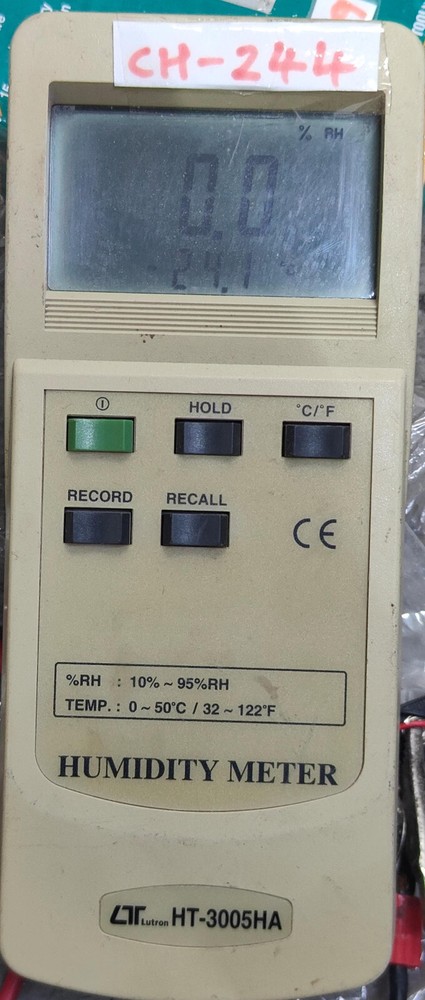 CH-244
% RH
0.0
24.1
HOLD
°C/°F
RECORD
RECALL
CE
%RH : 10% ~ 95%RH
TEMP. : 0 ~ 50°C / 32 ~ 122°F
HUMIDITY METER
LT Lutron HT-3005HA